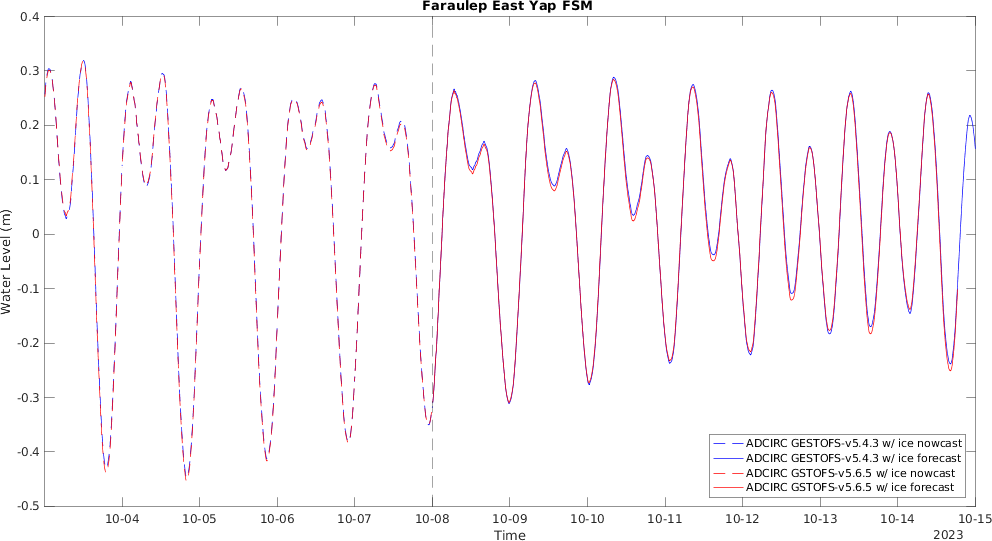 Faraulep East Yap FSM
0.4
0.3
0.2
0.1
0
-0.1
-0.2
-0.3
-0.4
-0.5
Water Level (m)
10-04 10-05 10-06 10-07 10-08 10-09 10-10 10-11 10-12 10-13 10-14 10-15
Time
2023
ADCIRC GESTOFS-v5.4.3 w/ ice nowcast
ADCIRC GESTOFS-v5.4.3 w/ ice forecast
ADCIRC GSTOFS-v5.6.5 w/ ice nowcast
ADCIRC GSTOFS-v5.6.5 w/ ice forecast